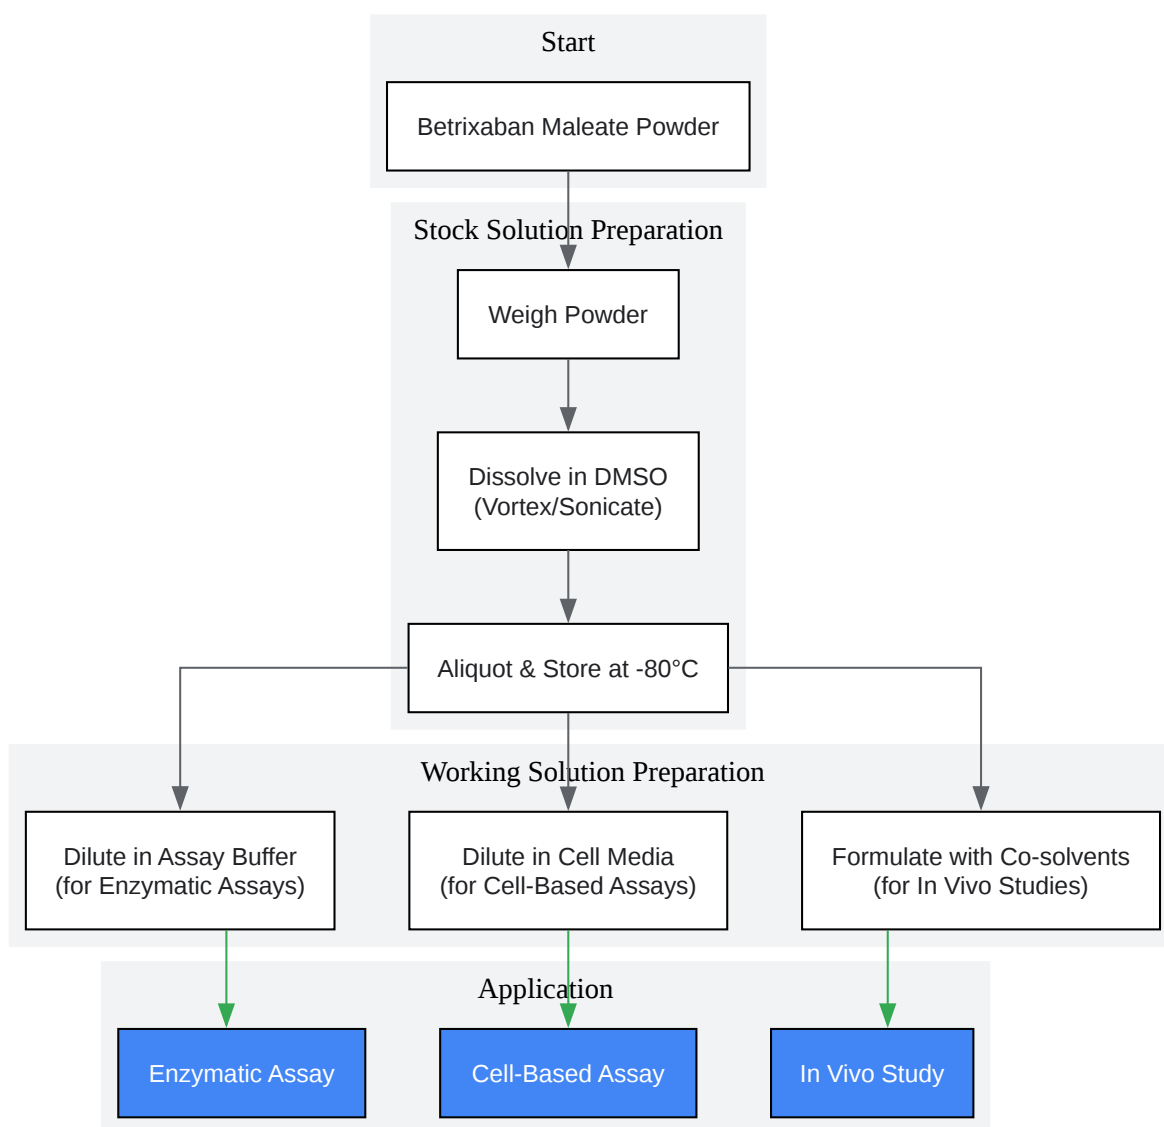 Start
Betrixaban Maleate Powder
Stock Solution Preparation
Weigh Powder
Dissolve in DMSO
(Vortex/Sonicate)
Aliquot & Store at -80°C
Working Solution Preparation
Dilute in Assay Buffer
(for Enzymatic Assays)
Dilute in Cell Media
(for Cell-Based Assays)
Formulate with Co-solvents
(for In Vivo Studies)
Application
Enzymatic Assay
Cell-Based Assay
In Vivo Study